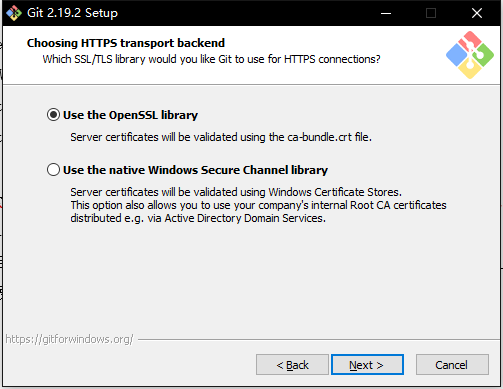 Git 2.19.2 Setup
Choosing HTTPS transport backend
Which SSL/TLS library would you like Git to use for HTTPS connections?
Use the OpenSSL library
Server certificates will be validated using the ca-bundle.crt file.
Use the native Windows Secure Channel library
Server certificates will be validated using Windows Certificate Stores.
This option also allows you to use your company's internal Root CA certificates
distributed e.g. via Active Directory Domain Services.
https://gitforwindows.org/
< Back
Next >
Cancel